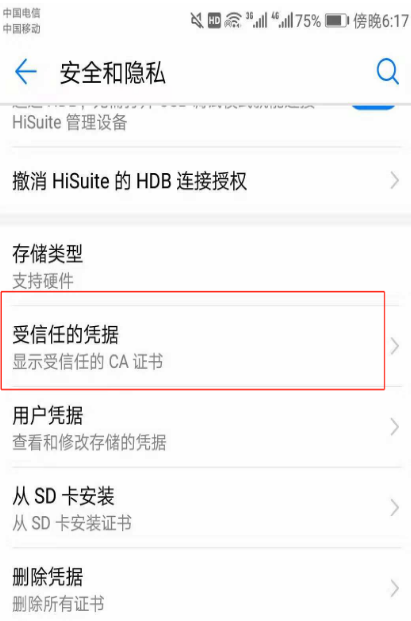 中国电信
中国移动
HD 3G 4G 75% 傍晚6:17
安全和隐私
HiSuite 管理设备
撤消 HiSuite 的 HDB 连接授权
存储类型
支持硬件
受信任的凭据
显示受信任的 CA 证书
用户凭据
查看和修改存储的凭据
从 SD 卡安装
从 SD 卡安装证书
删除凭据
删除所有证书